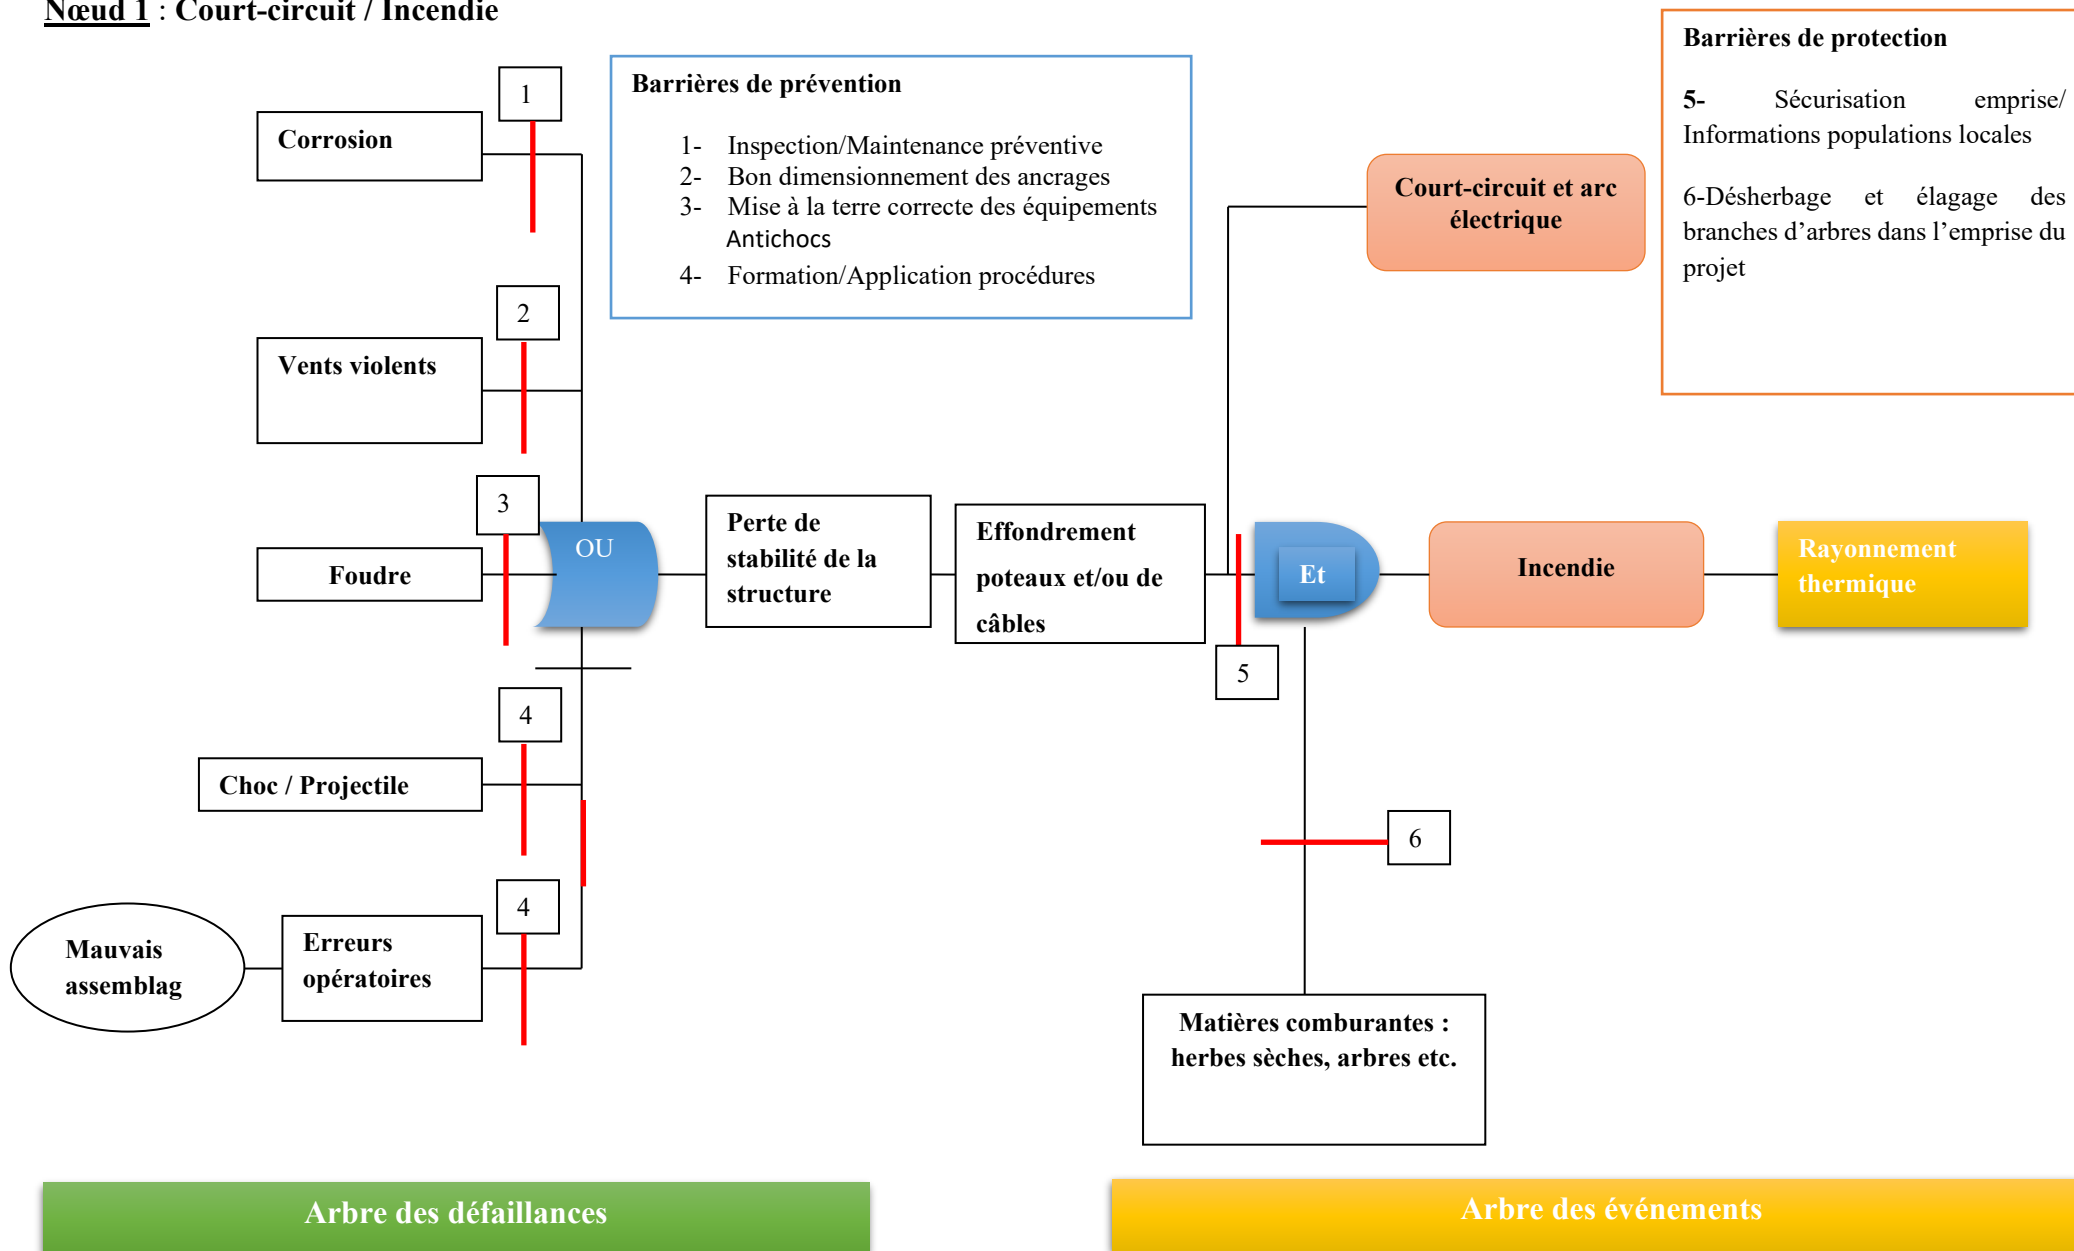 Nœud 1 : Court-circuit / Incendie
Barrières de protection
5- Sécurisation emprise/
Informations populations locales
6-Désherbage et élagage des
branches d’arbres dans l’emprise du
projet
Barrières de prévention
1- Inspection/Maintenance préventive
2- Bon dimensionnement des ancrages
3- Mise à la terre correcte des équipements
Antichocs
4- Formation/Application procédures
1
Corrosion
Court-circuit et arc
électrique
2
Vents violents
3
Foudre
OU
Perte de
stabilité de la
structure
Effondrement
poteaux et/ou de
câbles
5
Et
Incendie
Rayonnement
thermique
4
Choc / Projectile
6
4
Mauvais
assemblag
Erreurs
opératoires
Matières comburantes :
herbes sèches, arbres etc.
Arbre des défaillances
Arbre des événements